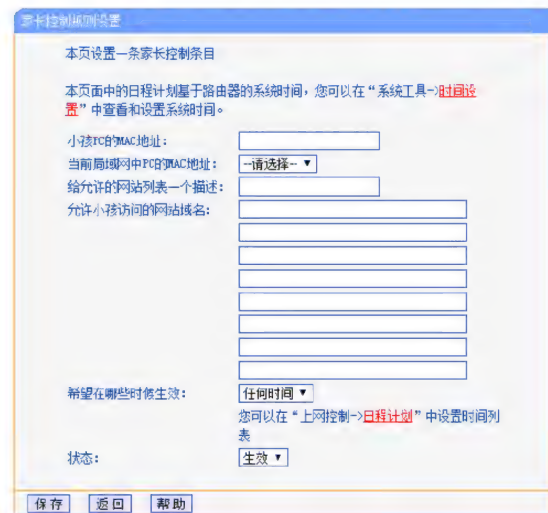 家长控制规则设置
本页设置一条家长控制条目
本页面中的日程计划基于路由器的系统时间，您可以在“系统工具->时间设
置”中查看和设置系统时间。
小孩PC的MAC地址：
当前局域网中PC的MAC地址： --请选择--
给允许的网站列表一个描述：
允许小孩访问的网站域名：
希望在哪些时候生效： 任何时间
您可以在“上网控制->日程计划”中设置时间列
表
状态： 生效
保存 返回 帮助